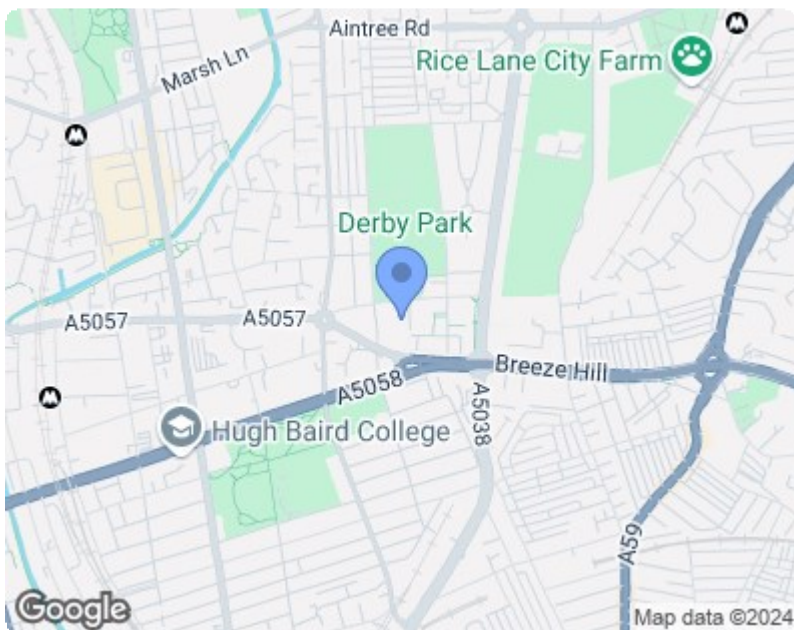 Aintree Rd
Marsh Ln
Rice Lane City Farm
Derby Park
A5057
A5057
Breeze Hill
A5058
A5038
Hugh Baird College
A59
Google
Map data ©2024